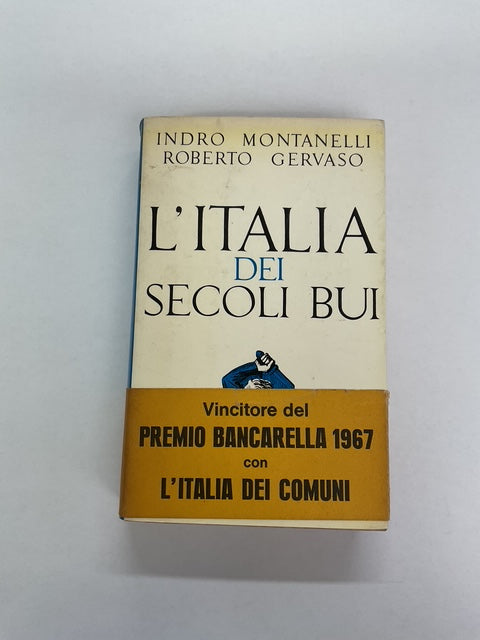 INDRO MONTANELLI
ROBERTO GERVASO
L'ITALIA
DEI
SECOLI BUI
Vincitore del
PREMIO BANCARELLA 1967
con
L'ITALIA DEI COMUNI